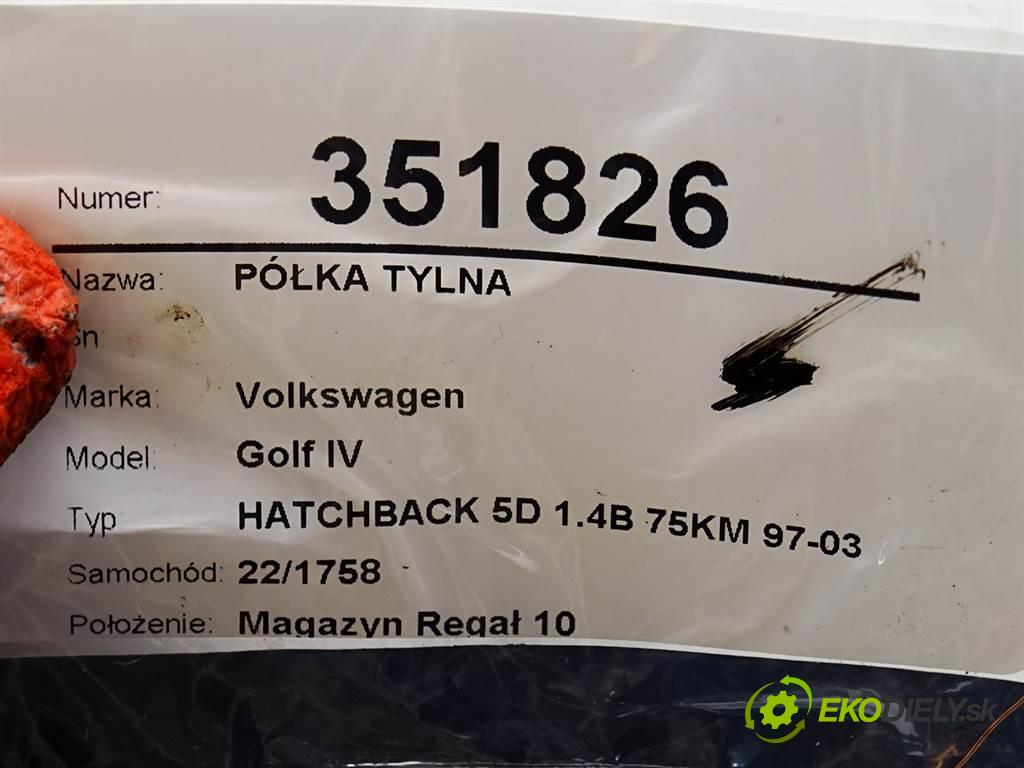 Numer: 351826
Nazwa: PÓŁKA TYLNA
Sn
Marka: Volkswagen
Model: Golf IV
Typ HATCHBACK 5D 1.4B 75KM 97-03
Samochód: 22/1758
Położenie: Magazyn Regał 10
EKODIELY.sk